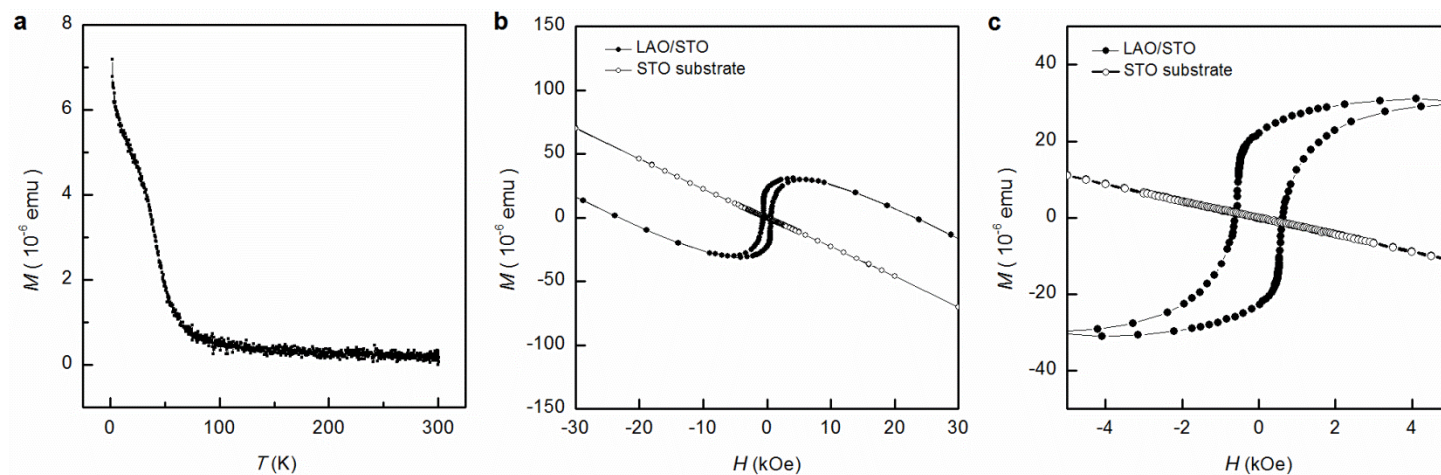 a
8
6
4
2
0
M ( 10⁻⁶ emu )
0
100
200
300
T (K)
b
150
100
50
0
-50
-100
-150
M ( 10⁻⁶ emu )
LAO/STO
STO substrate
-30
-20
-10
0
10
20
30
H (kOe)
c
40
20
0
-20
-40
M ( 10⁻⁶ emu )
LAO/STO
STO substrate
-4
-2
0
2
4
H (kOe)